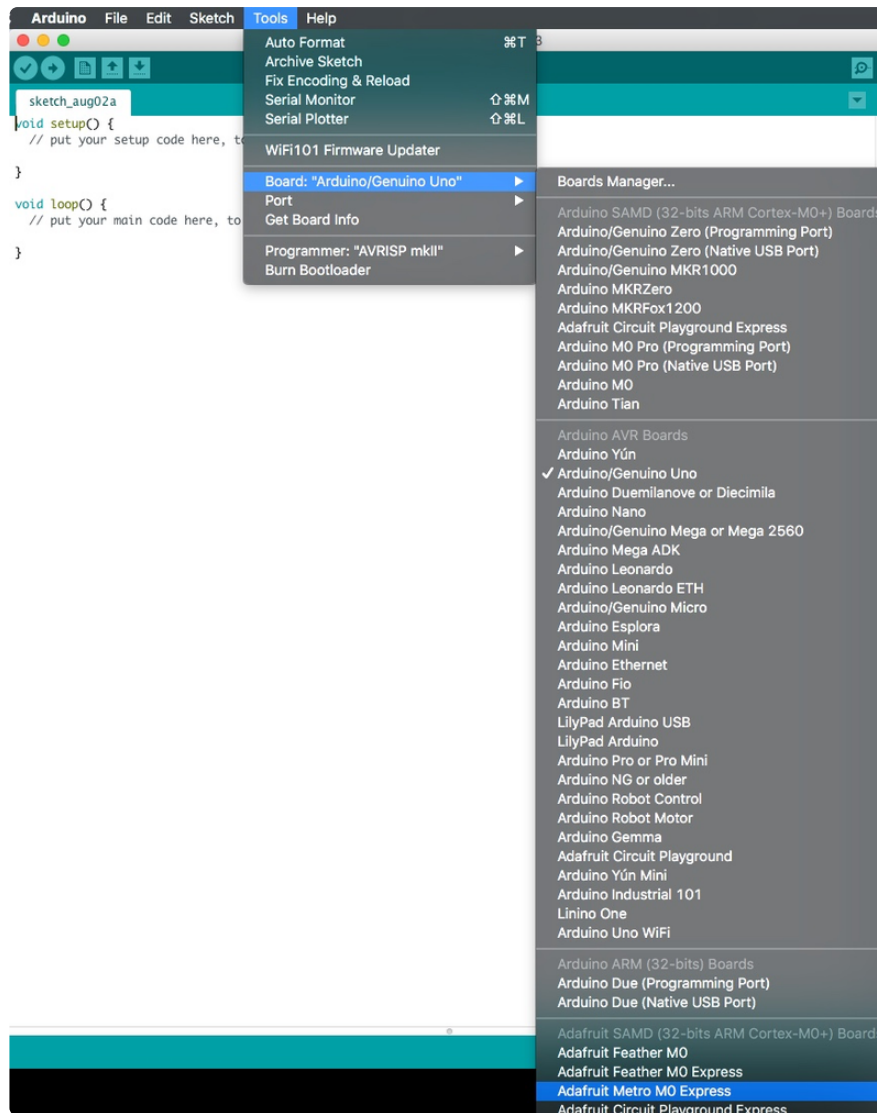 Arduino File Edit Sketch Tools Help
3
sketch_aug02a
void setup() {
// put your setup code here, to
}
void loop() {
// put your main code here, to
}
Auto Format ⌘T
Archive Sketch
Fix Encoding & Reload
Serial Monitor ⇧⌘M
Serial Plotter ⇧⌘L
WiFi101 Firmware Updater
Board: "Arduino/Genuino Uno"
Port
Get Board Info
Programmer: "AVRISP mkII"
Burn Bootloader
Boards Manager...
Arduino SAMD (32-bits ARM Cortex-M0+) Boards
Arduino/Genuino Zero (Programming Port)
Arduino/Genuino Zero (Native USB Port)
Arduino/Genuino MKR1000
Arduino MKRZero
Arduino MKRFox1200
Adafruit Circuit Playground Express
Arduino M0 Pro (Programming Port)
Arduino M0 Pro (Native USB Port)
Arduino M0
Arduino Tian
Arduino AVR Boards
Arduino Yún
✓ Arduino/Genuino Uno
Arduino Duemilanove or Diecimila
Arduino Nano
Arduino/Genuino Mega or Mega 2560
Arduino Mega ADK
Arduino Leonardo
Arduino Leonardo ETH
Arduino/Genuino Micro
Arduino Esplora
Arduino Mini
Arduino Ethernet
Arduino Fio
Arduino BT
LilyPad Arduino USB
LilyPad Arduino
Arduino Pro or Pro Mini
Arduino NG or older
Arduino Robot Control
Arduino Robot Motor
Arduino Gemma
Adafruit Circuit Playground
Arduino Yún Mini
Arduino Industrial 101
Linino One
Arduino Uno WiFi
Arduino ARM (32-bits) Boards
Arduino Due (Programming Port)
Arduino Due (Native USB Port)
Adafruit SAMD (32-bits ARM Cortex-M0+) Board
Adafruit Feather M0
Adafruit Feather M0 Express
Adafruit Metro M0 Express
Adafruit Circuit Playground Express